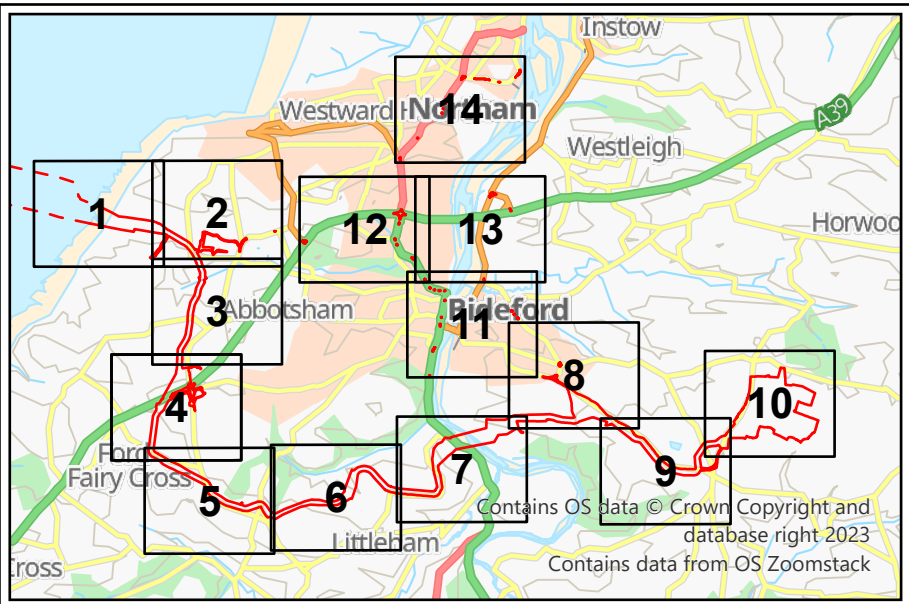 Instow
Westward H
Northam
14
A39
Westleigh
1
2
12
13
Horwoo
3
Abbotsham
11
Bideford
8
4
10
Ford
Fairy Cross
5
6
7
9
Contains OS data © Crown Copyright and
database right 2023
Littleham
Contains data from OS Zoomstack
Cross